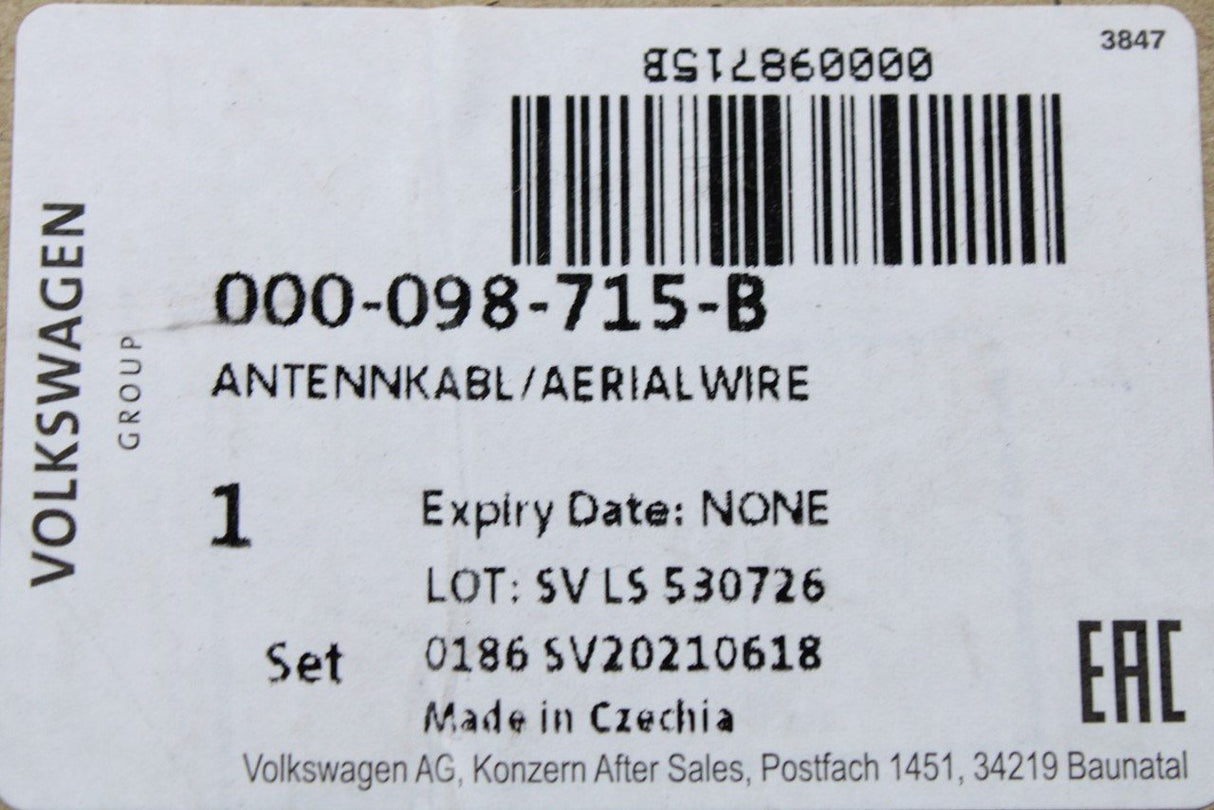 3847
000098715B
VOLKSWAGEN
GROUP
000-098-715-B
ANTENNKABL/AERIALWIRE
1
Expiry Date: NONE
LOT: SV LS 530726
Set
0186 SV20210618
Made in Czechia
EAC
Volkswagen AG, Konzern After Sales, Postfach 1451, 34219 Baunatal